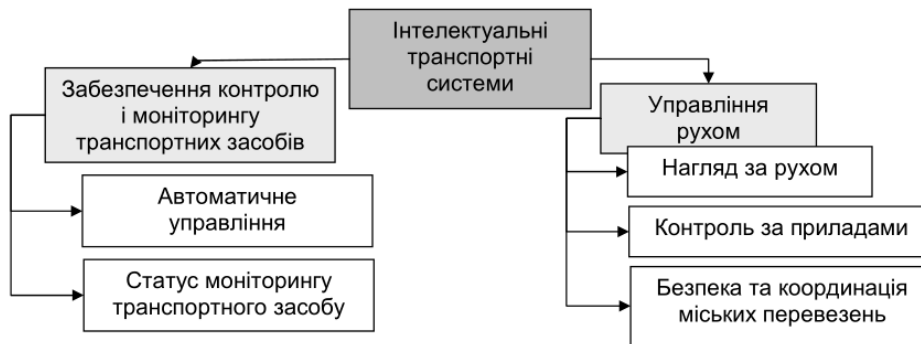 Інтелектуальні
транспортні
системи
Забезпечення контролю
і моніторингу
транспортних засобів
Автоматичне
управління
Статус моніторингу
транспортного засобу
Управління
рухом
Нагляд за рухом
Контроль за приладами
Безпека та координація
міських перевезень